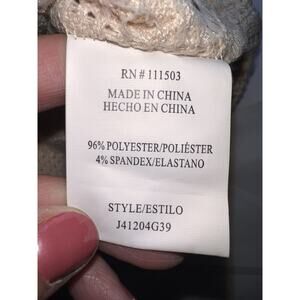 RN # 111503
MADE IN CHINA
HECHO EN CHINA
96% POLYESTER/POLIÉSTER
4% SPANDEX/ELASTANO
STYLE/ESTILO
J41204G39